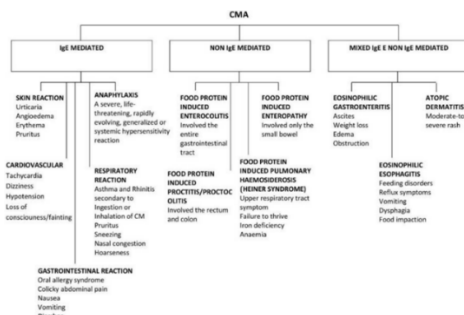 CMA
IgE MEDIATED
NON IgE MEDIATED
MIXED IgE E NON IgE MEDIATED
SKIN REACTION
Urticaria
Angioedema
Erythema
Pruritus
ANAPHYLAXIS
A severe, life-
threatening, rapidly
evolving, generalized or
systemic hypersensitivity
reaction
CARDIOVASCULAR
Tachycardia
Dizziness
Hypotension
Loss of
consciousness/fainting
RESPIRATORY
REACTION
Asthma and Rhinitis
secondary to
Ingestion or
Inhalation of CM
Pruritus
Sneezing
Nasal congestion
Hoarseness
GASTROINTESTINAL REACTION
Oral allergy syndrome
Colicky abdominal pain
Nausea
Vomiting
FOOD PROTEIN
INDUCED
ENTEROCOLITIS
Involved the
entire
gastrointestinal
tract
FOOD PROTEIN
INDUCED
ENTEROPATHY
Involved only the
small bowel
FOOD PROTEIN
INDUCED
PROCTITIS/PROCTOC
OLITIS
Involved the rectum
and colon
FOOD PROTEIN
INDUCED PULMONARY
HAEMOSIDEROSIS
(HEINER SYNDROME)
Upper respiratory tract
symptom
Failure to thrive
Iron deficiency
Anaemia
EOSINOPHILIC
GASTROENTERITIS
Ascites
Weight loss
Edema
Obstruction
ATOPIC
DERMATITIS
Moderate-to
severe rash
EOSINOPHILIC
ESOPHAGITIS
Feeding disorders
Reflux symptoms
Vomiting
Dysphagia
Food impaction